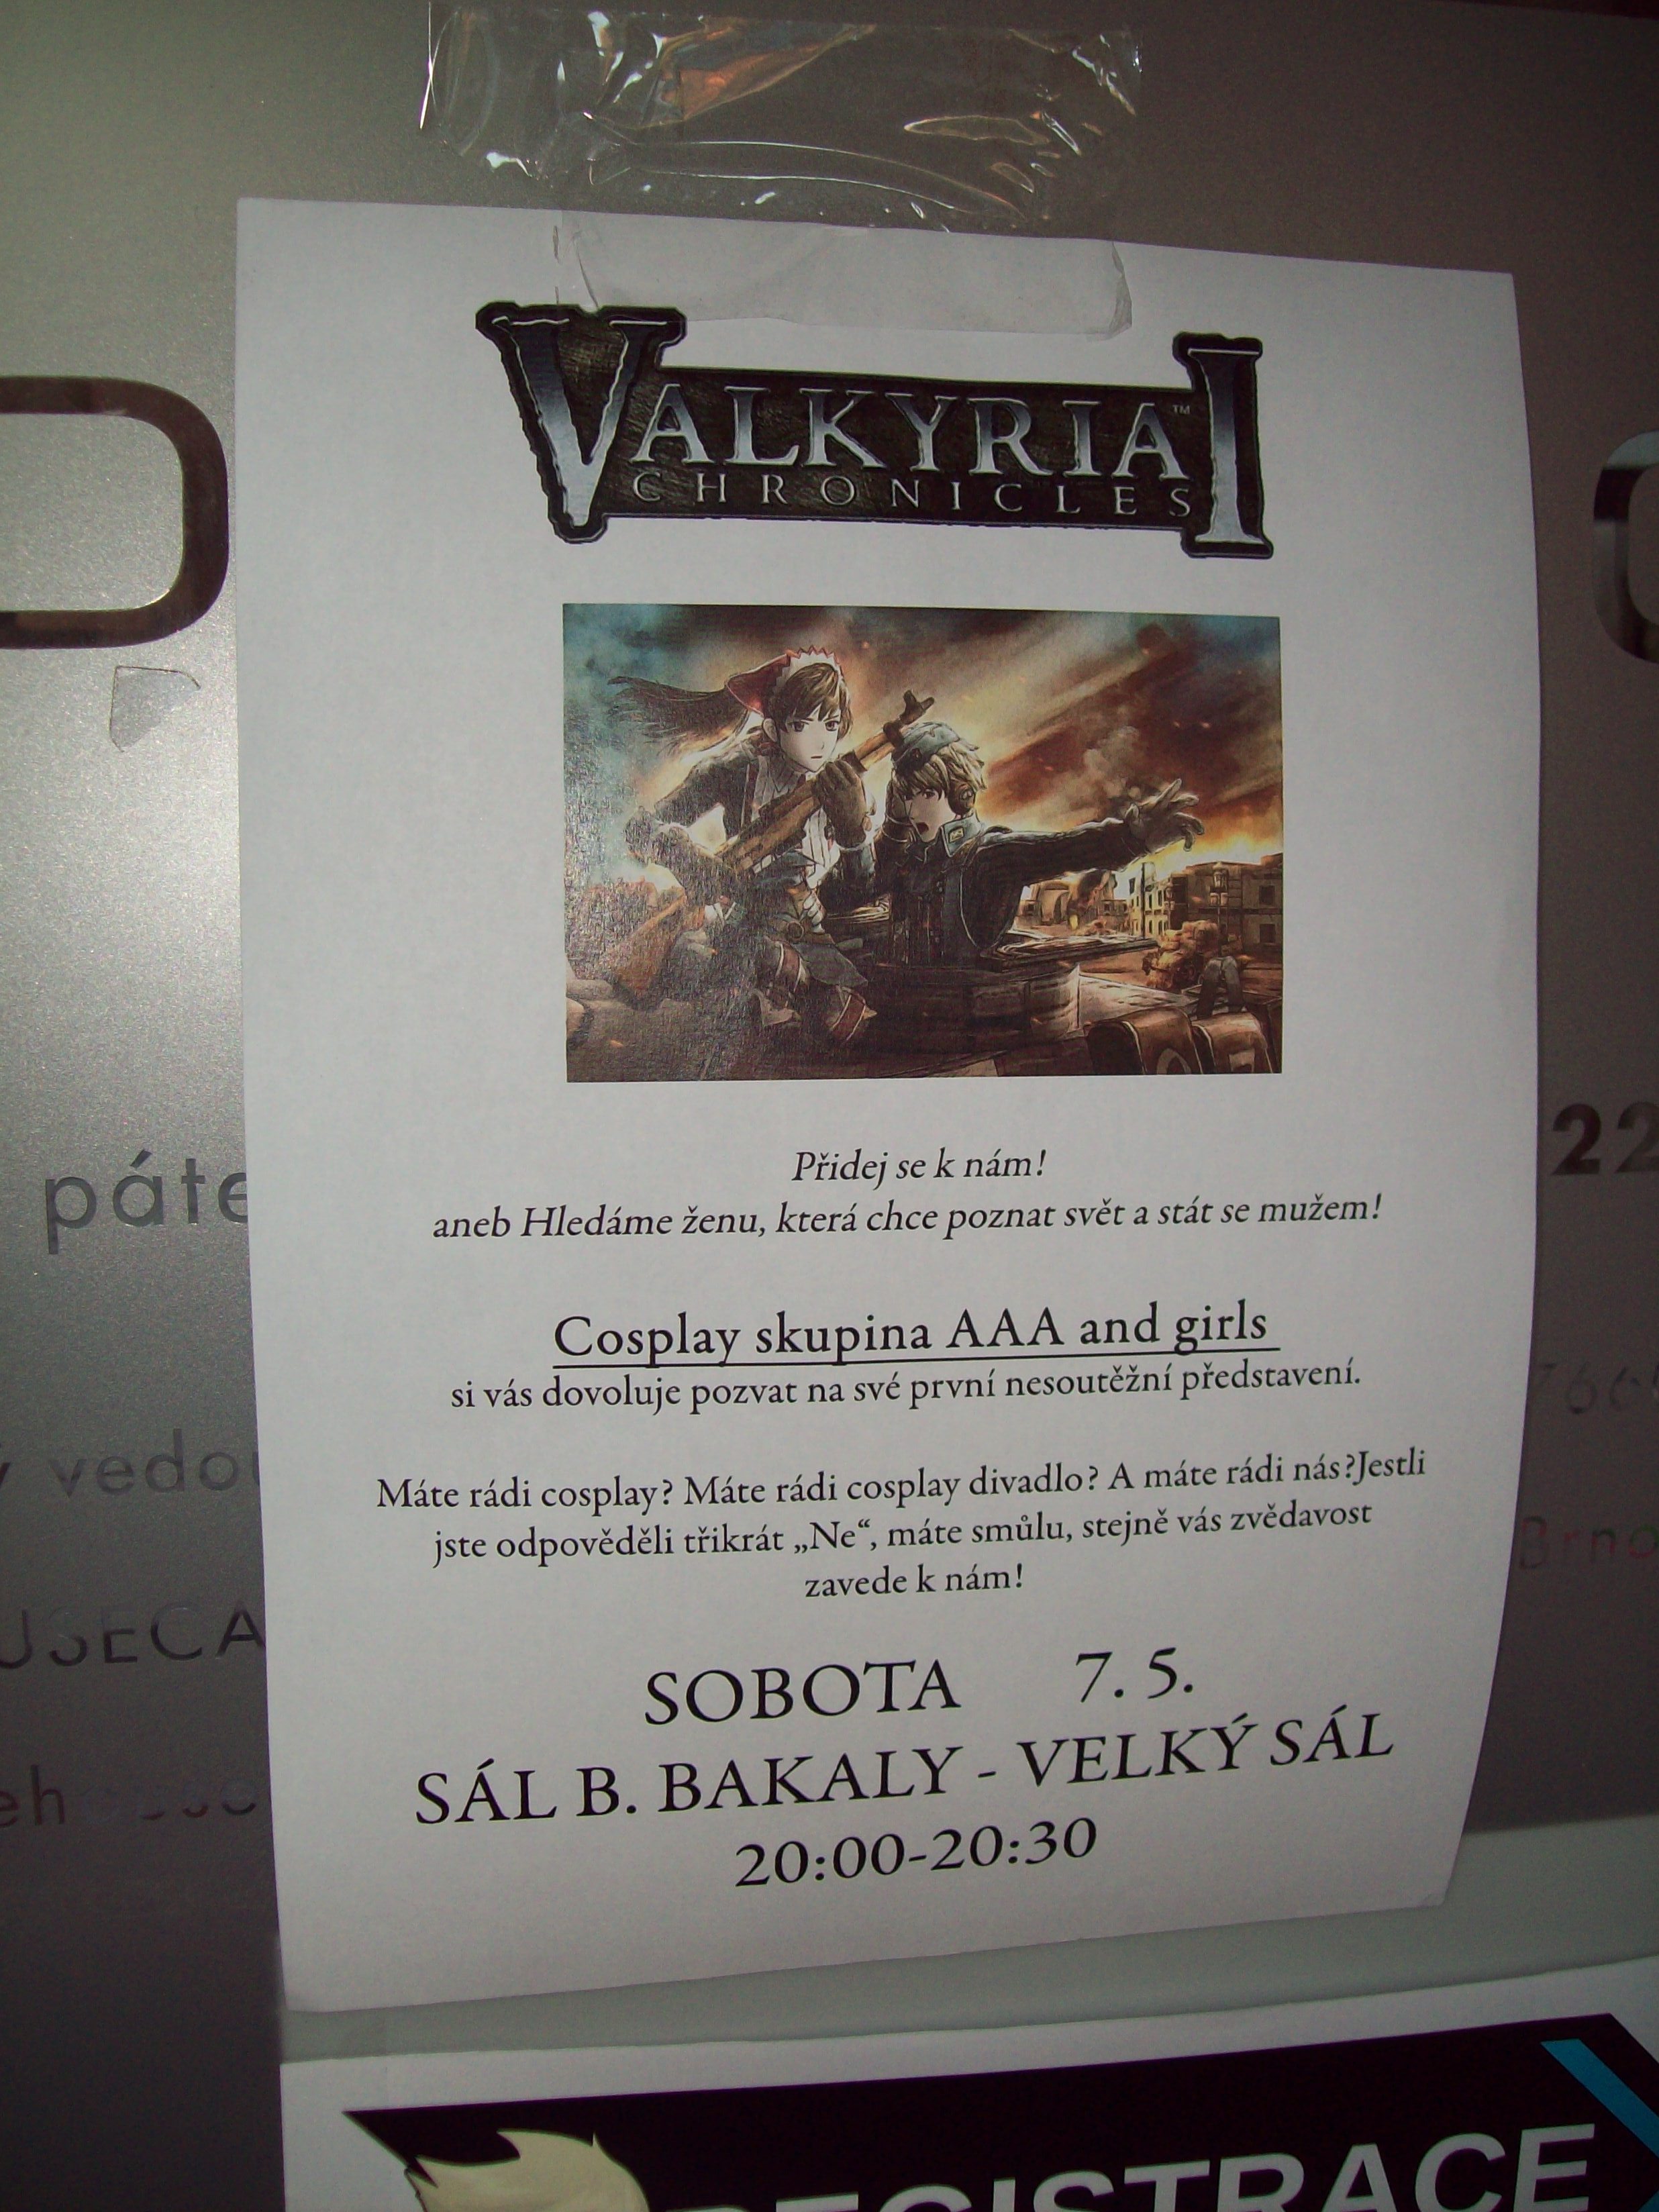 VALKYRIA™ I
CHRONICLES
Přidej se k nám!
aneb Hledáme ženu, která chce poznat svět a stát se mužem!
Cosplay skupina AAA and girls
si vás dovoluje pozvat na své první nesoutěžní představení.
Máte rádi cosplay? Máte rádi cosplay divadlo? A máte rádi nás?Jestli
jste odpověděli třikrát „Ne“, máte smůlu, stejně vás zvědavost
zavede k nám!
SOBOTA 7. 5.
SÁL B. BAKALY - VELKÝ SÁL
20:00-20:30
páte
22
vedou
Brno
REGISTRACE